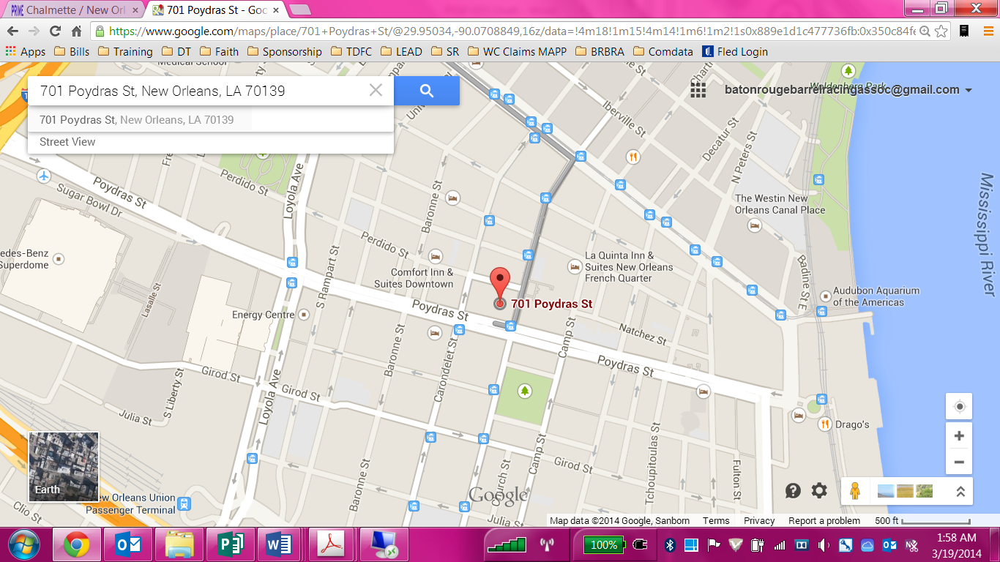 PRIME Chalmette / New Orl
701 Poydras St - Goo
https://www.google.com/maps/place/701+Poydras+St/@29.95034,-90.0708849,16z/data=!4m18!1m15!4m14!1m6!1m2!1s0x889e1d1c477736fb:0x350c84fe
Apps Bills Training DT Faith Sponsorship TDFC LEAD SR WC Claims MAPP BRBRA Comdata Fled Login
Medical School
701 Poydras St, New Orleans, LA 70139
batonrougebarrelracingassoc@gmail.com
701 Poydras St, New Orleans, LA 70139
Street View
Woldenberg Park
Iberville St
Decatur St
N Peters St
Perdido St
Loyola Ave
Poydras St
Sugar Bowl Dr
Baronne St
The Westin New
Orleans Canal Place
Mississippi River
Perdido St
edes-Benz
Superdome
S Rampart St
Comfort Inn &
Suites Downtown
La Quinta Inn &
Suites New Orleans
French Quarter
Badine St
Lasalle St
Audubon Aquarium
of the Americas
701 Poydras St
Poydras St
Energy Centre
Camp St
Natchez St
Baronne St
Carondelet St
Poydras St
Girod St
S Liberty St
Loyola Ave
Girod St
Julia St
Drago's
Earth
Baronne St
Church St
Camp St
Girod St
Tchoupitoulas St
Fulton St
Google
New Orleans Union
Passenger Terminal
Clio St
Julia St
Map data ©2014 Google, Sanborn Terms Privacy Report a problem 500 ft
100%
1:58 AM
3/19/2014